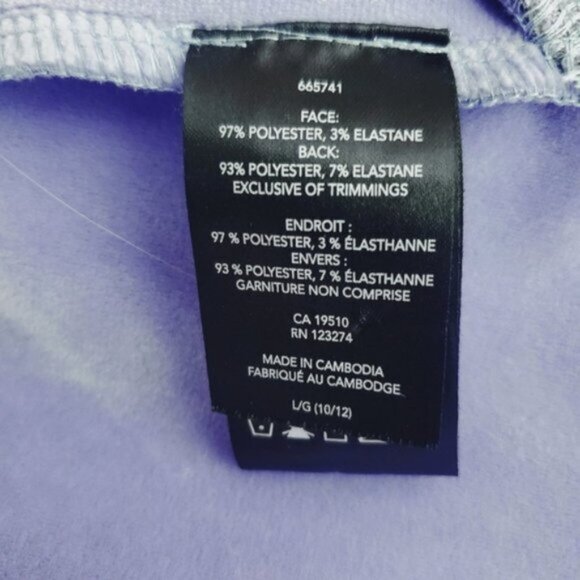 665741
FACE:
97% POLYESTER, 3% ELASTANE
BACK:
93% POLYESTER, 7% ELASTANE
EXCLUSIVE OF TRIMMINGS
ENDROIT :
97 % POLYESTER, 3 % ÉLASTHANNE
ENVERS :
93 % POLYESTER, 7 % ÉLASTHANNE
GARNITURE NON COMPRISE
CA 19510
RN 123274
MADE IN CAMBODIA
FABRIQUÉ AU CAMBODGE
L/G (10/12)